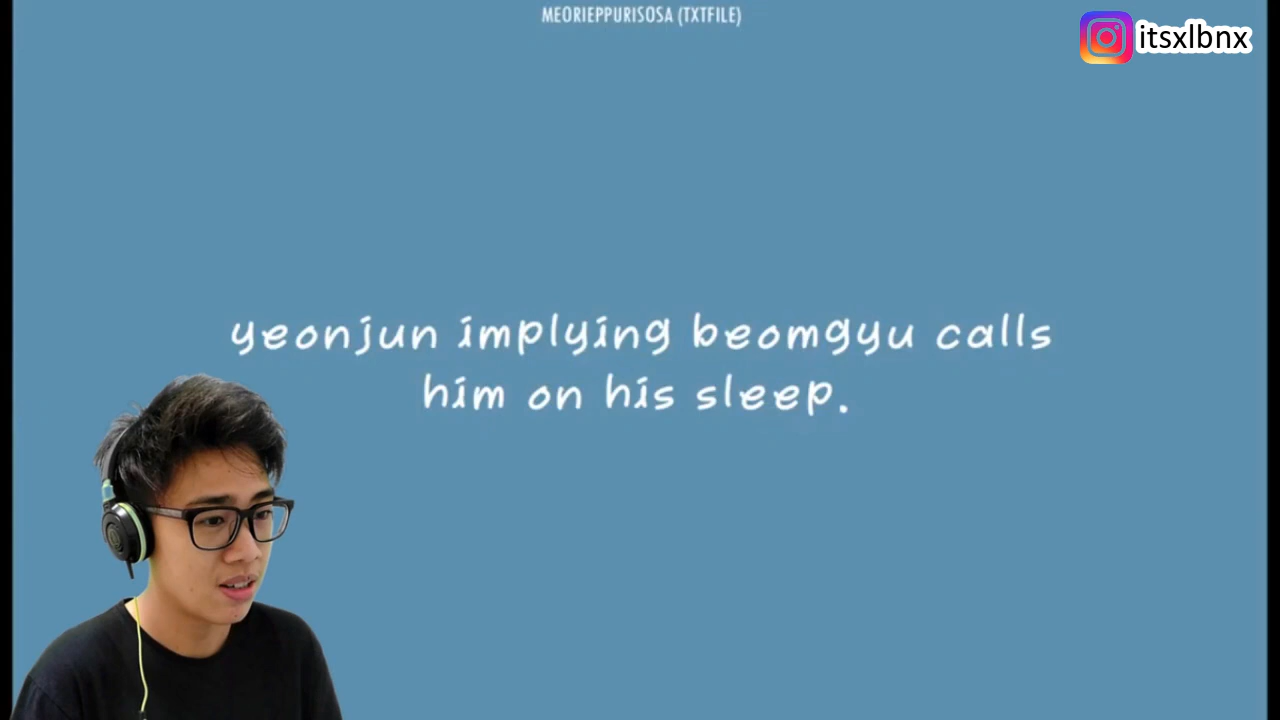 MEORIEPPURISOSA (TXTFILE)
itsxlbnx
yeonjun implying beomgyu calls
him on his sleep.